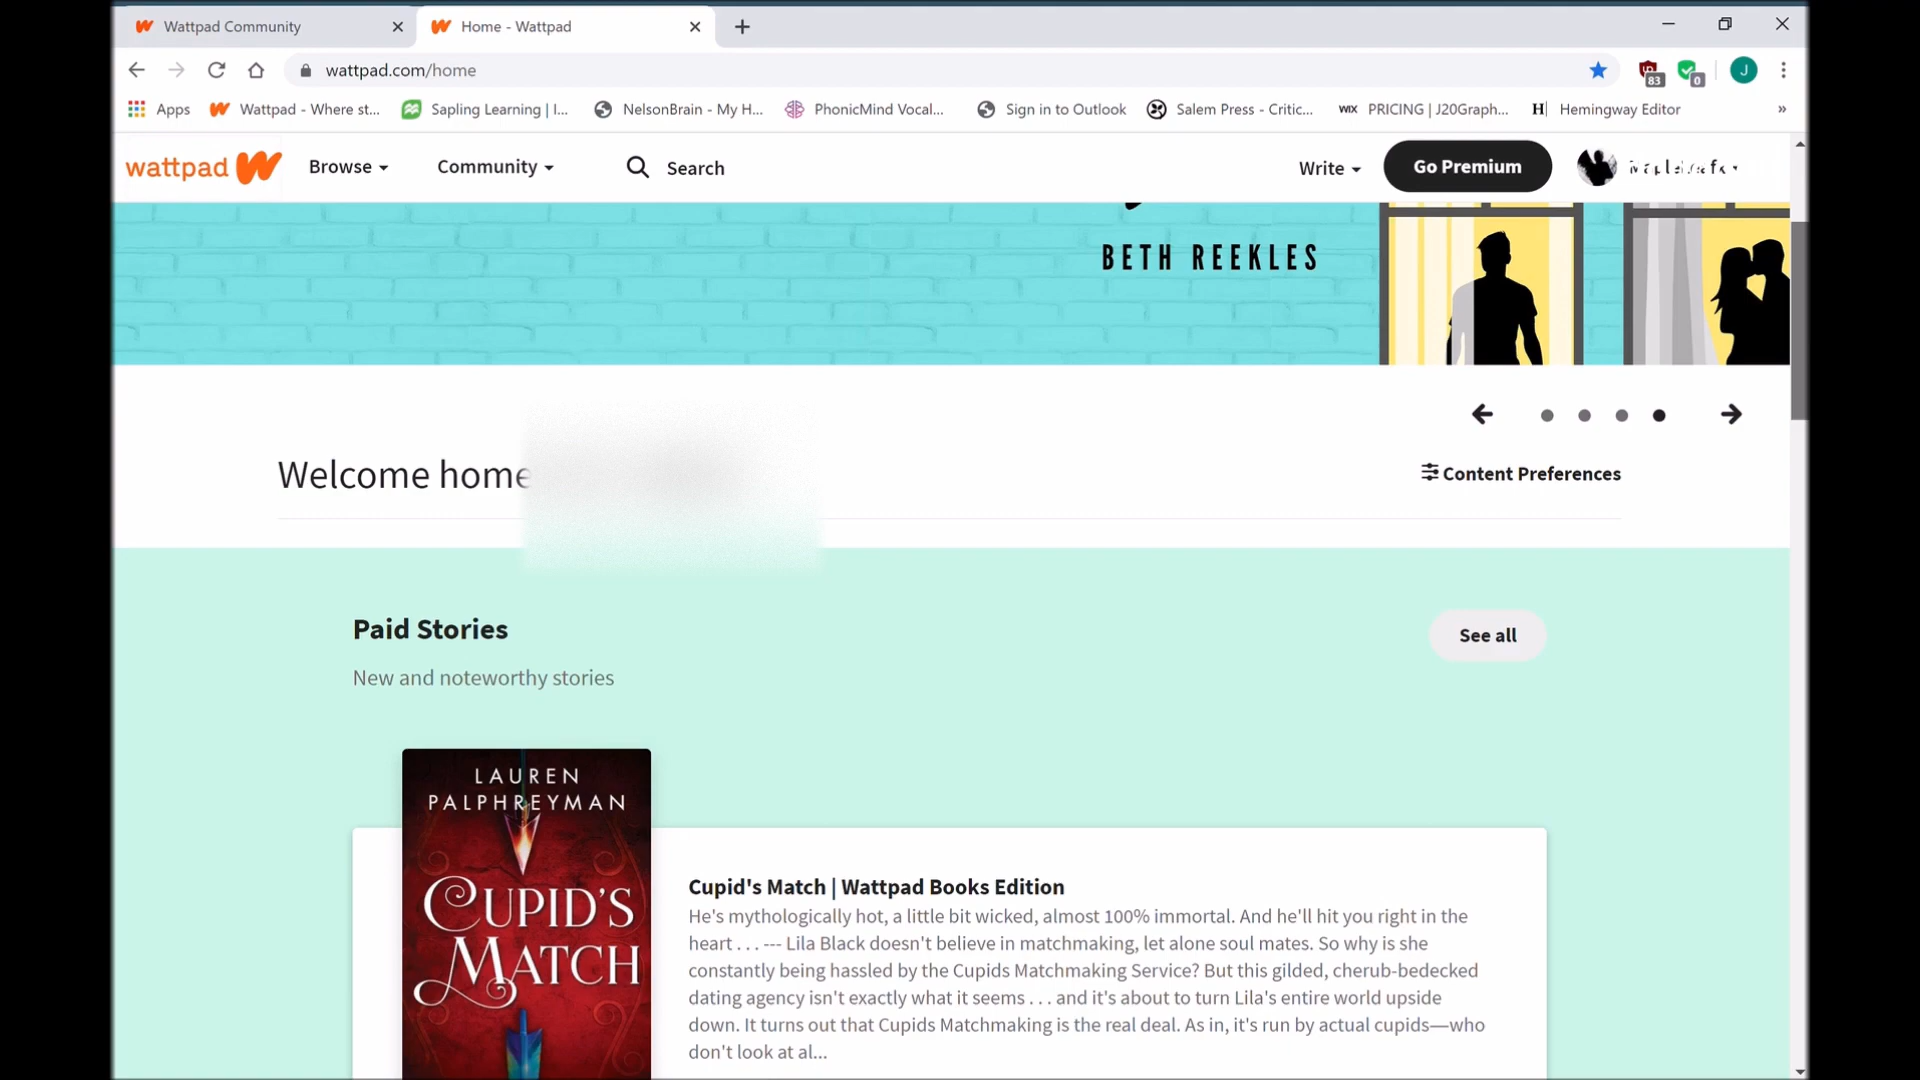 Wattpad Community
Home - Wattpad
wattpad.com/home
83
0
J
Apps
Wattpad - Where st...
Sapling Learning | I...
NelsonBrain - My H...
PhonicMind Vocal...
Sign in to Outlook
Salem Press - Critic...
WIX PRICING | J20Graph...
H| Hemingway Editor
»
wattpad
Browse
Community
Search
Write
Go Premium
BETH REEKLES
Welcome home
Content Preferences
Paid Stories
See all
New and noteworthy stories
LAUREN
PALPHREYMAN
CUPID'S
MATCH
Cupid's Match | Wattpad Books Edition
He's mythologically hot, a little bit wicked, almost 100% immortal. And he'll hit you right in the
heart . . . --- Lila Black doesn't believe in matchmaking, let alone soul mates. So why is she
constantly being hassled by the Cupids Matchmaking Service? But this gilded, cherub-bedecked
dating agency isn't exactly what it seems . . . and it's about to turn Lila's entire world upside
down. It turns out that Cupids Matchmaking is the real deal. As in, it's run by actual cupids—who
don't look at al...